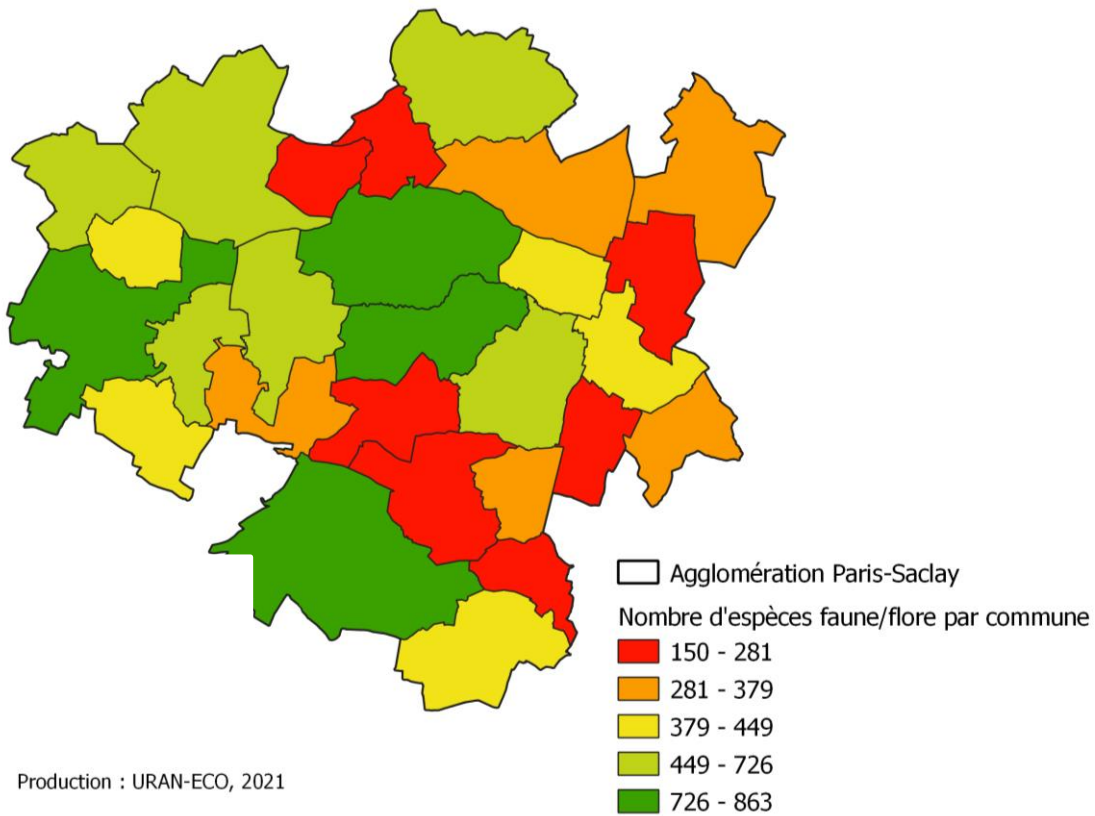 Agglomération Paris-Saclay
Nombre d'espèces faune/flore par commune
150 - 281
281 - 379
379 - 449
449 - 726
726 - 863
Production : URAN-ECO, 2021